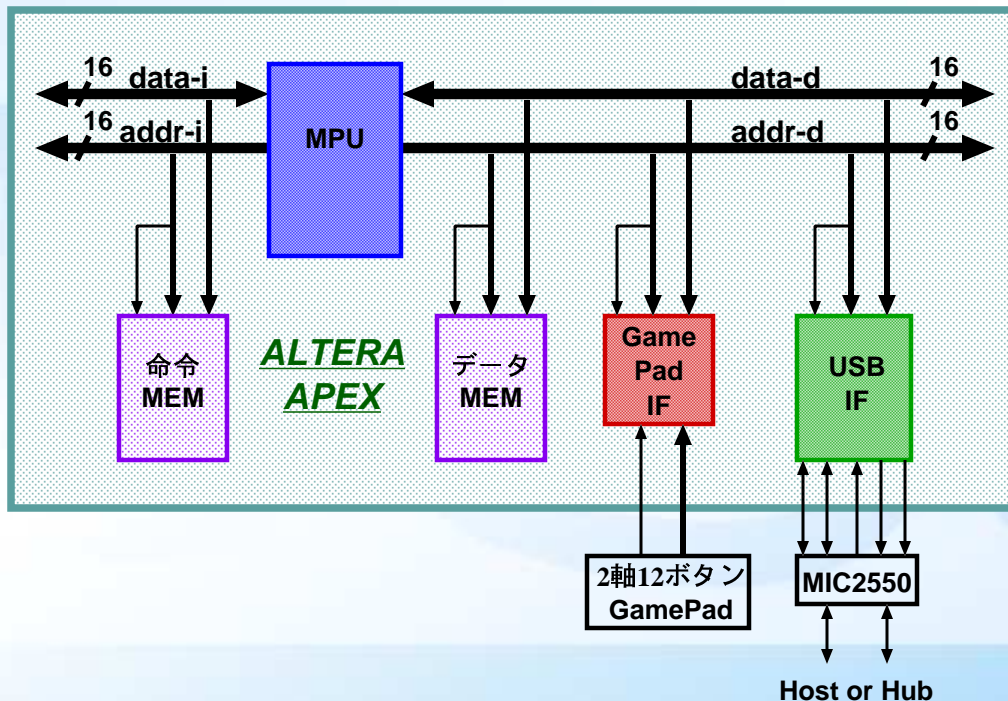 16
data-i
16
addr-i
MPU
data-d
16
addr-d
16
命令
MEM
ALTERA
APEX
データ
MEM
Game
Pad
IF
USB
IF
2軸12ボタン
GamePad
MIC2550
Host or Hub